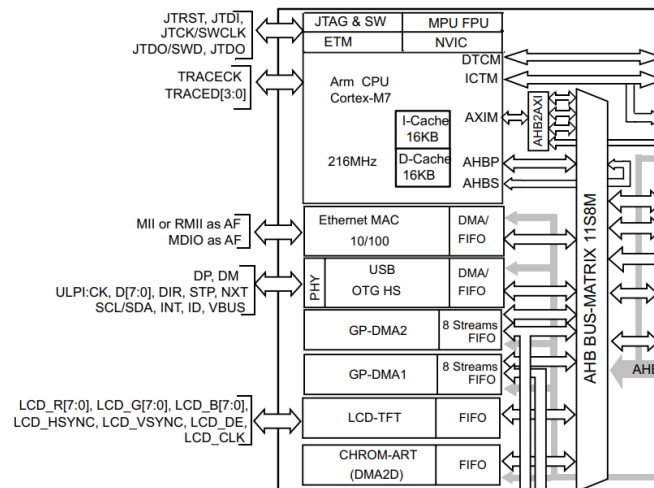 JTRST, JTDI,
JTCK/SWCLK
JTDO/SWD, JTDO
TRACECK
TRACED[3:0]
JTAG & SW
MPU FPU
ETM
NVIC
DTCM
ICTM
Arm CPU
Cortex-M7
AXIM
AHB2AXI
I-Cache
16KB
D-Cache
16KB
216MHz
AHBP
AHBS
MII or RMII as AF
MDIO as AF
Ethernet MAC
10/100
DMA/
FIFO
DP, DM
ULPI:CK, D[7:0], DIR, STP, NXT
SCL/SDA, INT, ID, VBUS
PHY
USB
OTG HS
DMA/
FIFO
GP-DMA2
8 Streams
FIFO
GP-DMA1
8 Streams
FIFO
LCD_R[7:0], LCD_G[7:0], LCD_B[7:0],
LCD_HSYNC, LCD_VSYNC, LCD_DE,
LCD_CLK
LCD-TFT
FIFO
CHROM-ART
(DMA2D)
FIFO
AHB BUS-MATRIX 11S8M
AHB